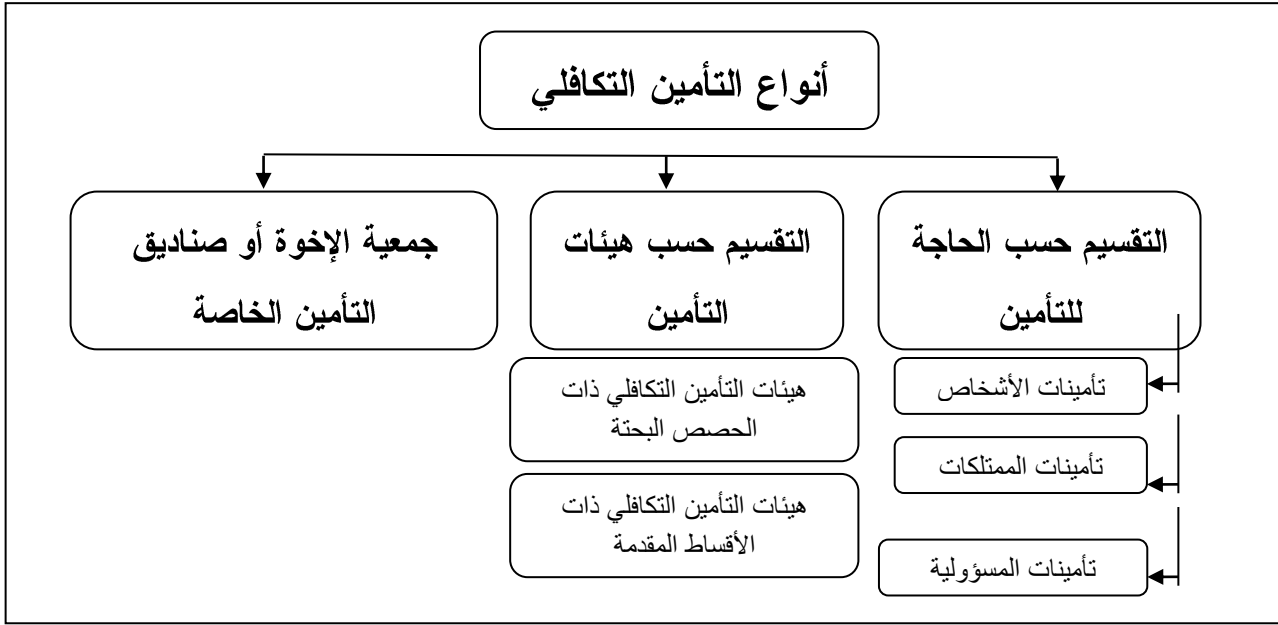 أنواع التأمين التكافلي
التقسيم حسب الحاجة
للتأمين
تأمينات الأشخاص
تأمينات الممتلكات
تأمينات المسؤولية
التقسيم حسب هيئات
التأمين
هيئات التأمين التكافلي ذات
الحصص البحتة
هيئات التأمين التكافلي ذات
الأقساط المقدمة
جمعية الإخوة أو صناديق
التأمين الخاصة